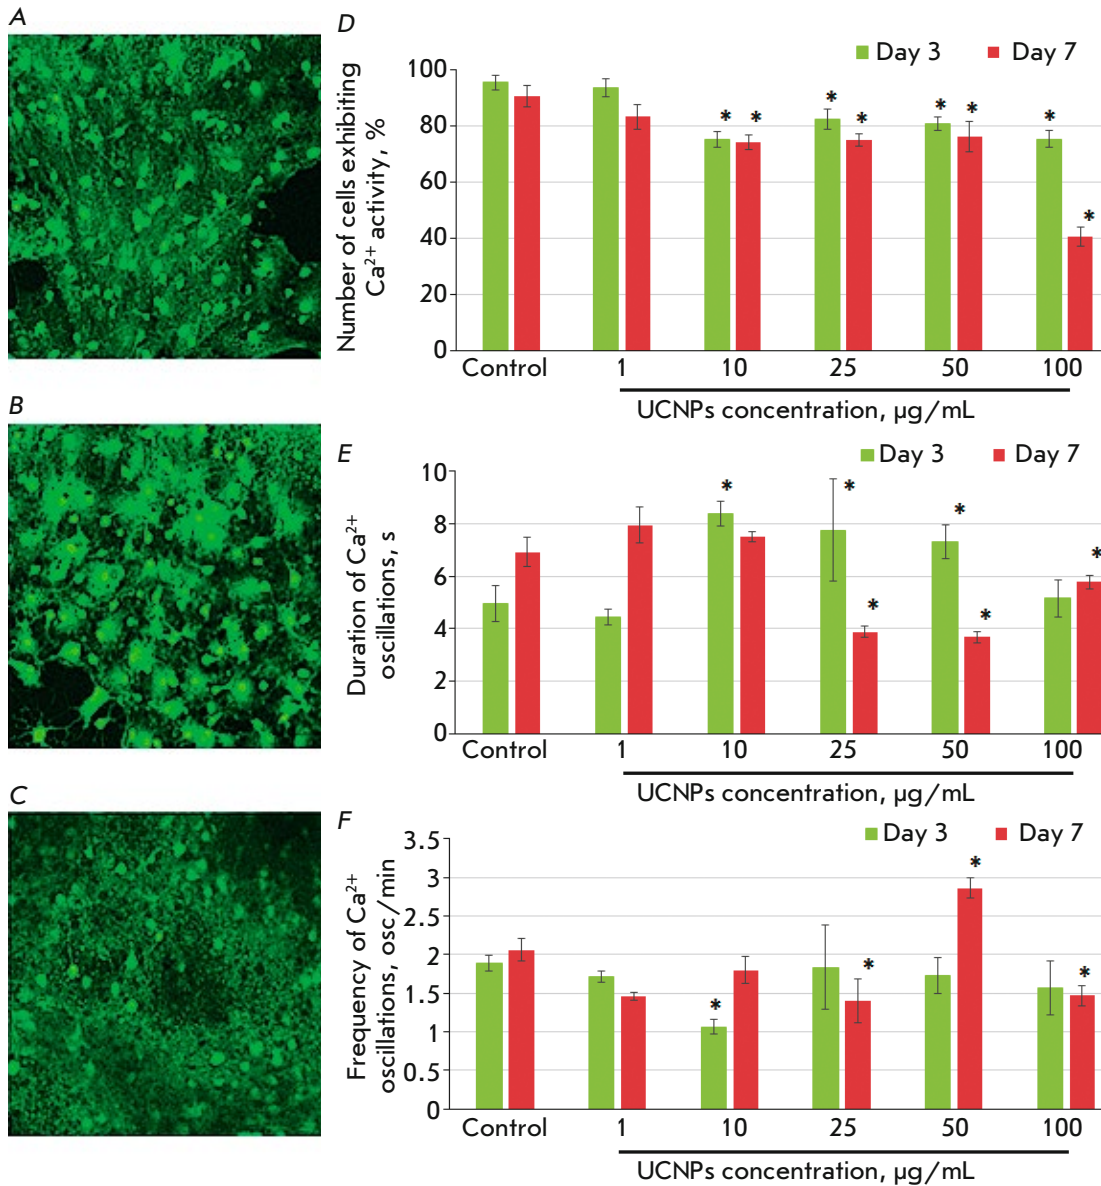 A
B
C
D
Day 3 Day 7
Number of cells exhibiting
Ca²⁺ activity, %
100
80
60
40
20
0
* * * * * * * *
Control 1 10 25 50 100
UCNPs concentration, µg/mL
E
Day 3 Day 7
Duration of Ca²⁺
oscillations, s
10
8
6
4
2
0
* * * * * *
Control 1 10 25 50 100
UCNPs concentration, µg/mL
F
Day 3 Day 7
Frequency of Ca²⁺
oscillations, osc/min
3.5
3
2.5
2
1.5
1
0.5
0
* * * *
Control 1 10 25 50 100
UCNPs concentration, µg/mL